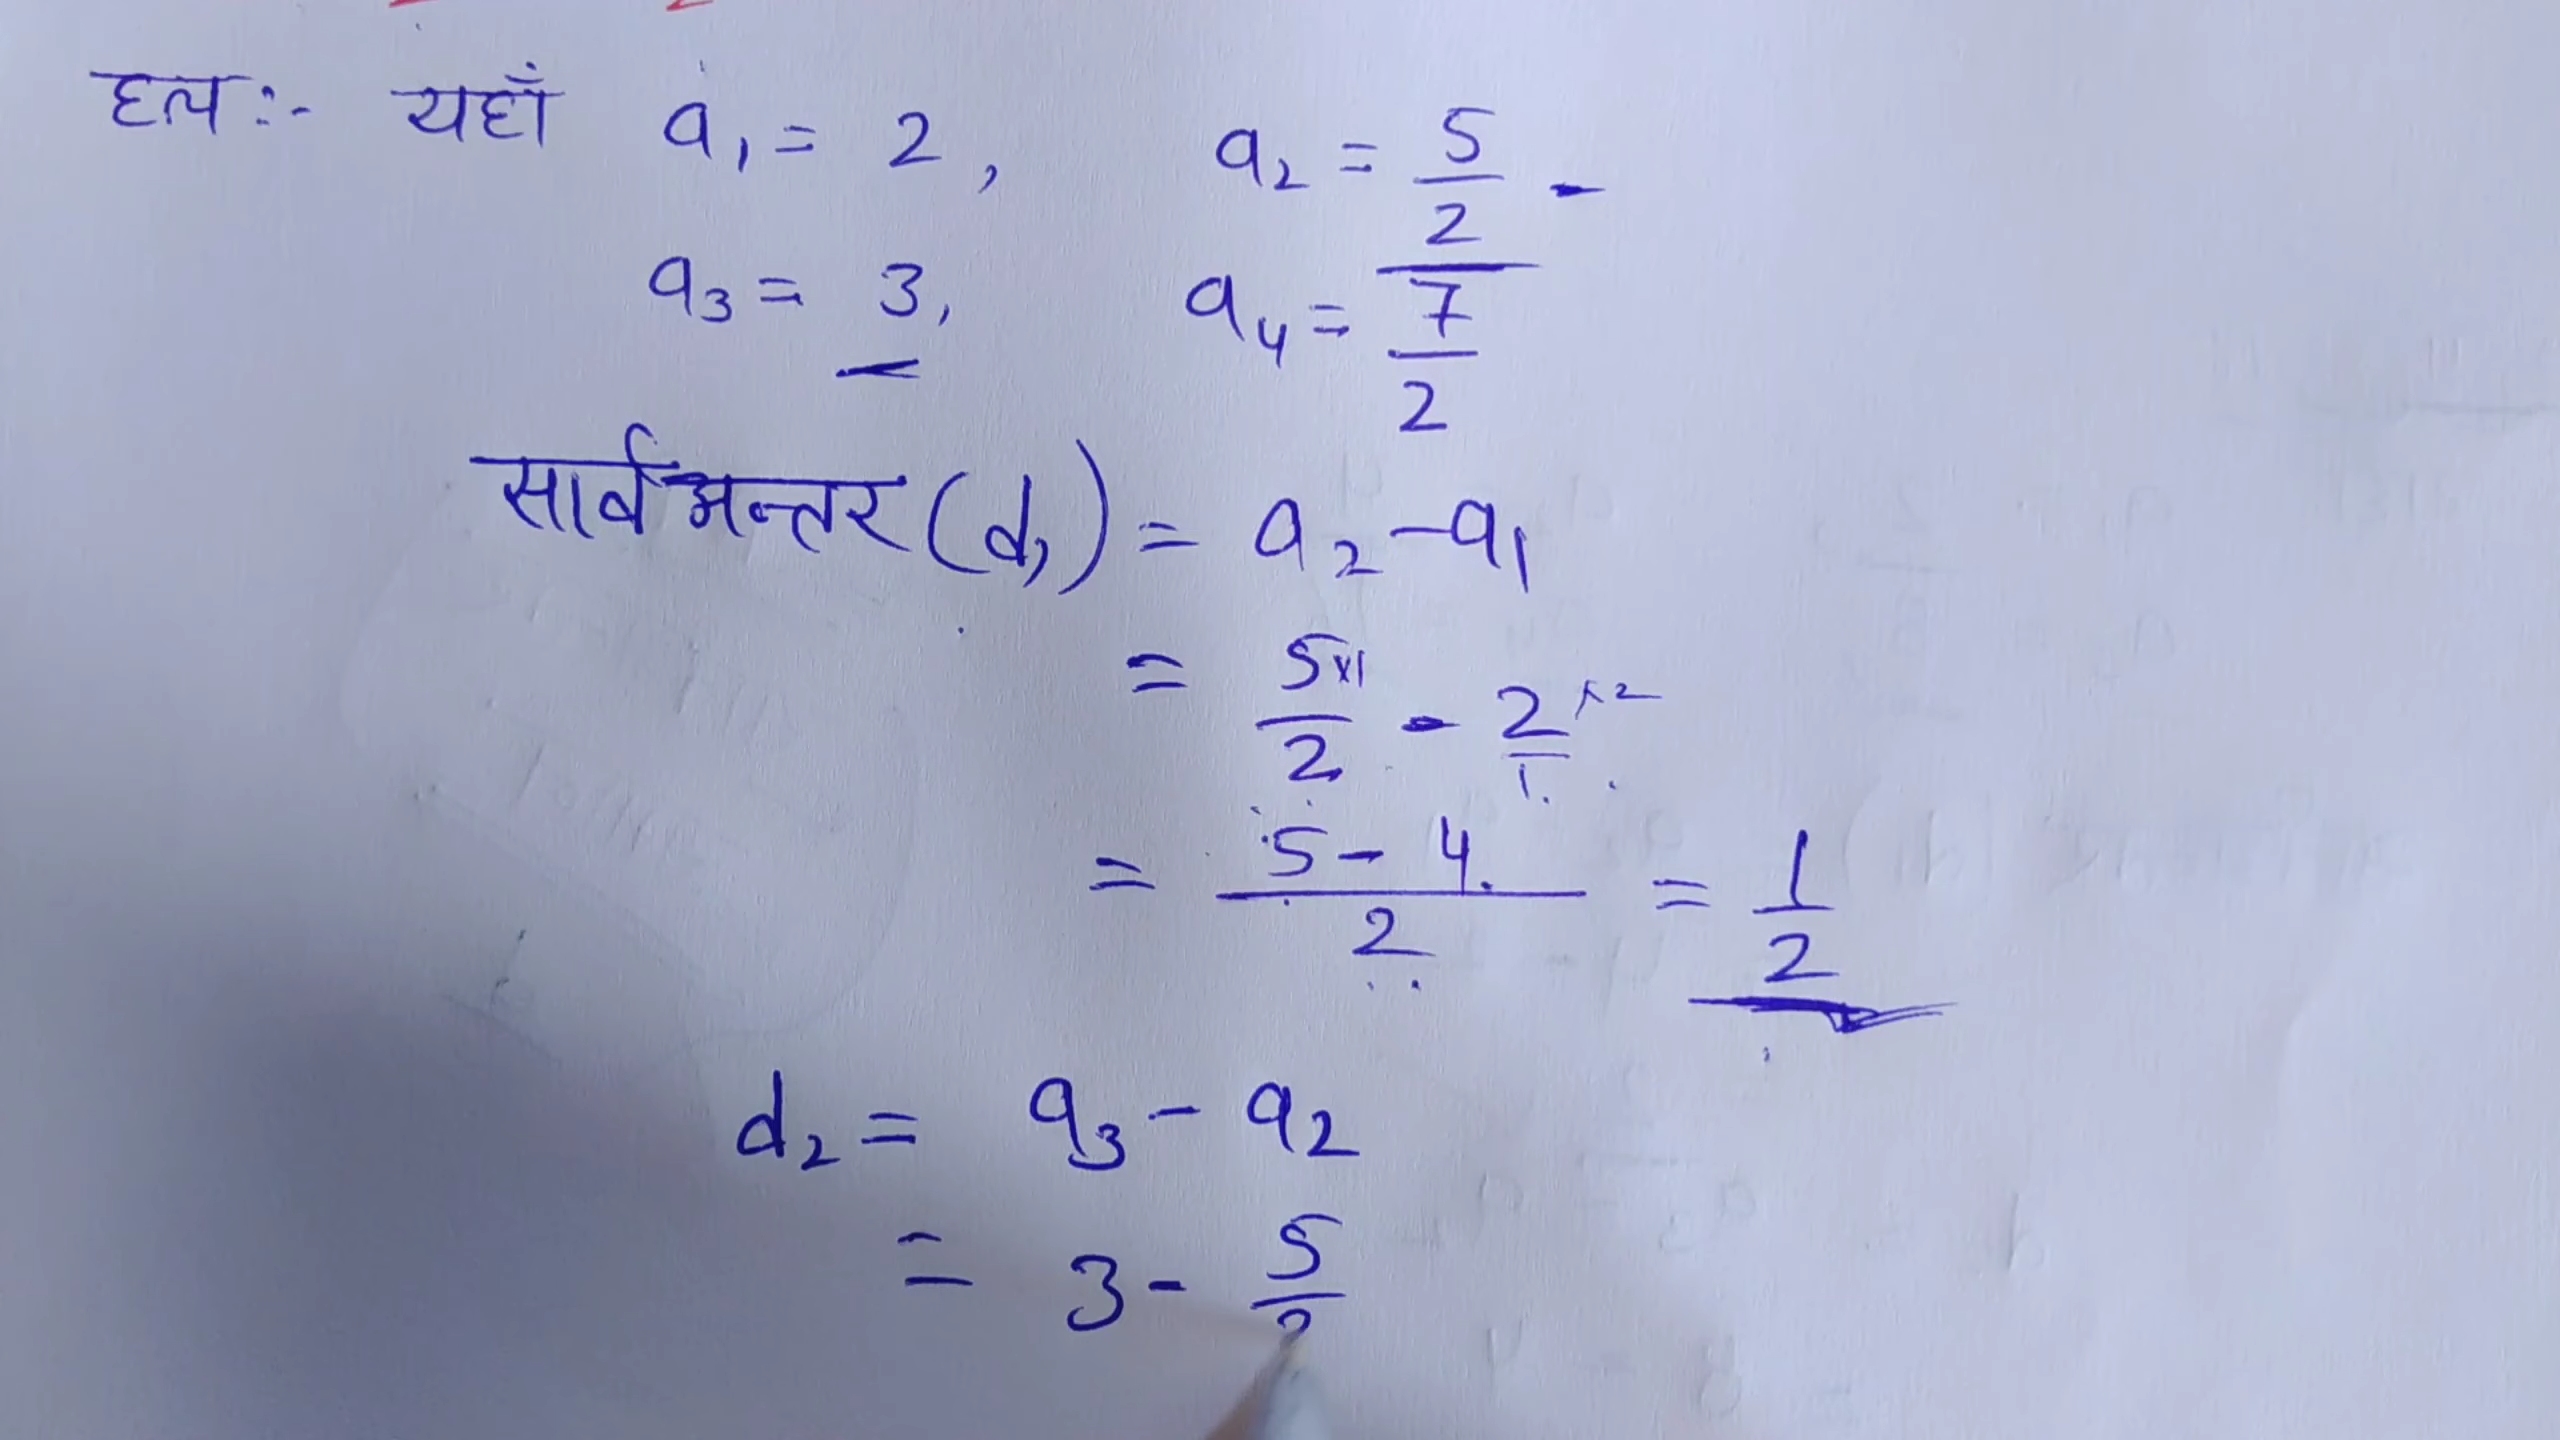 हल :- यहाँ a₁ = 2 , a₂ = 5/2 -
a₃ = 3, a₄ = 7/2
सार्वअन्तर (d₁) = a₂ - a₁
= 5×1/2 - 2×2/1
= 5 - 4/2 = 1/2
d₂ = a₃ - a₂
= 3 - 5/2